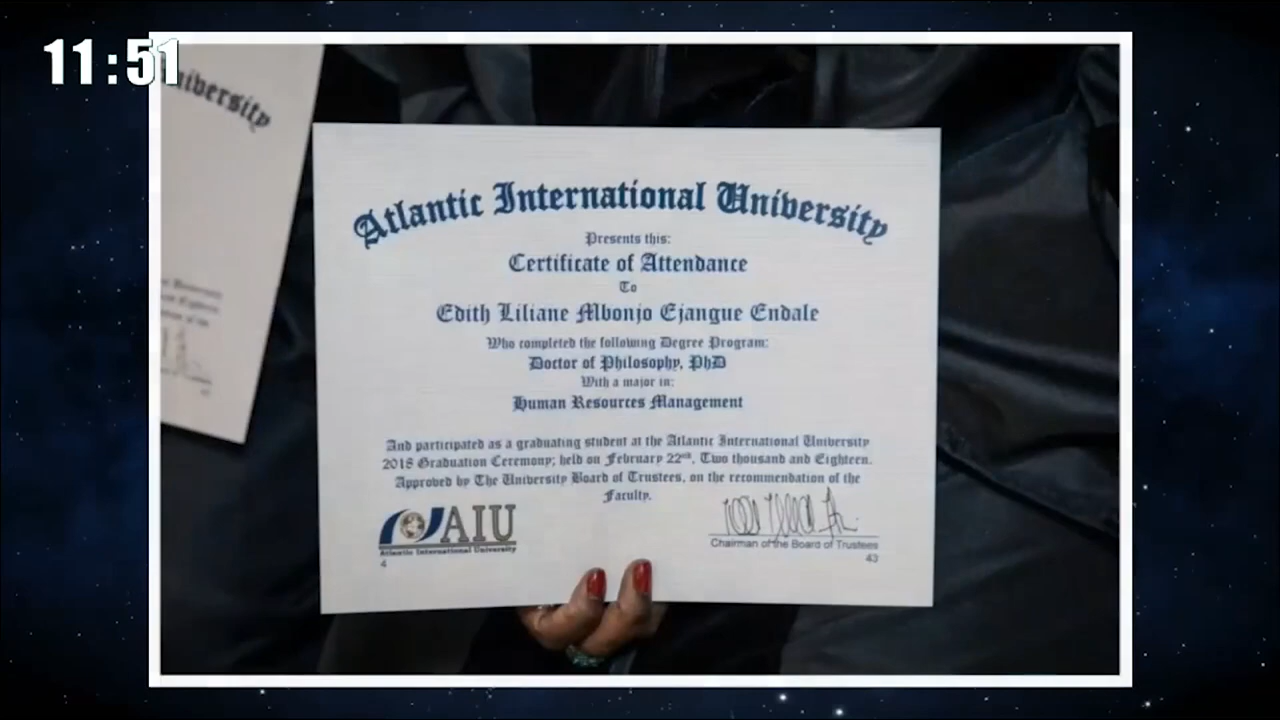 11:51
niversity
Atlantic International University
Presents this:
Certificate of Attendance
To
Edith Liliane Mbonjo Ejangue Endale
Who completed the following Degree Program:
Doctor of Philosophy, PhD
With a major in:
Human Resources Management
And participated as a graduating student at the Atlantic International University
2018 Graduation Ceremony; held on February 22nd, Two thousand and Eighteen.
Approved by The University Board of Trustees, on the recommendation of the
Faculty.
AIU
Atlantic International University
Chairman of the Board of Trustees
4
43